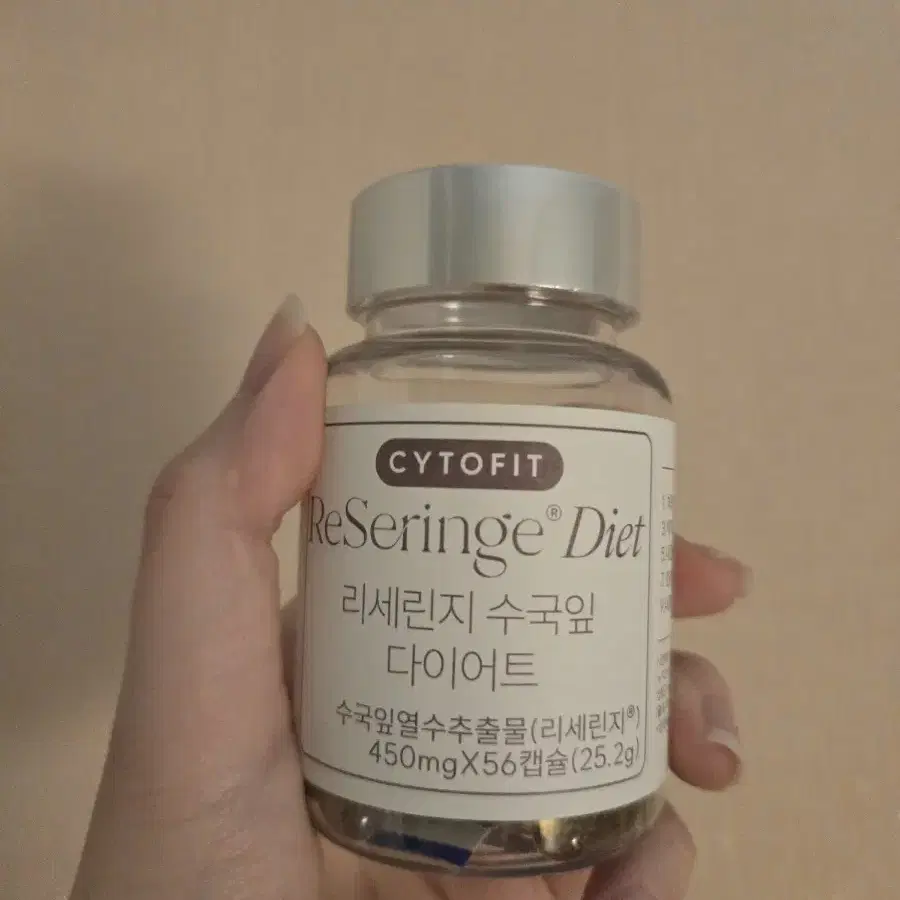 CYTOFIT
ReSeringe® Diet
리세린지 수국잎
다이어트
수국잎열수추출물(리세린지®)
450mgX56캡슐(25.2g)